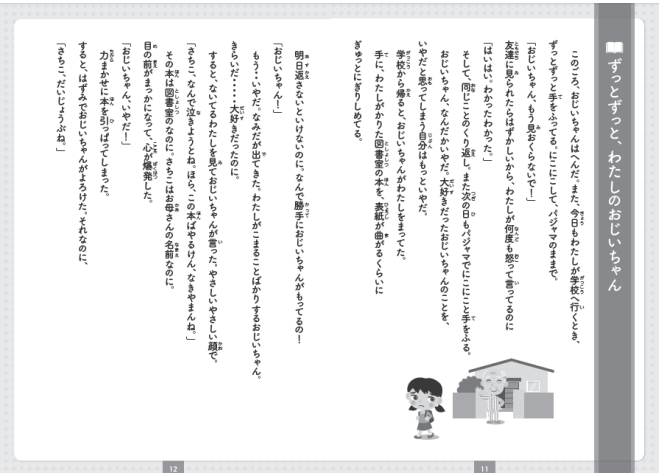 ずっとずっと、わたしのおじいちゃん
このごろ、おじいちゃんはへんだ。また、今日もわたしが学校へ行くとき、
ずっとずっと手をふってる。にこにこして、パジャマのままで。
「おじいちゃん、もう見おくらないで！」
友達に見られたらはずかしいから、わたしが何度も怒って言ってるのに
「はいはい。わかったわかった。」
そして、同じことのくり返し。また次の日もパジャマでにこにこと手をふる。
おじいちゃん、なんだかいやだ。大好きだったおじいちゃんのことを、
いやだと思ってしまう自分はもっといやだ。
学校から帰ると、おじいちゃんがわたしをまってた。
手に、わたしがかりた図書室の本を、表紙が曲がるくらいに
ぎゅっとにぎりしめてる。
11
明日返さないといけないのに。なんで勝手におじいちゃんがもってるの！
「おじいちゃん！」
もう・・いやだ。なみだが出てきた。わたしがこまることばかりするおじいちゃん。
きらいだ・・・・大好きだったのに。
すると、ないてるわたしを見ておじいちゃんが言った。やさしいやさしい顔で。
「さちこ、なんで泣きようとね。ほら、この本ばやるけん、なきやまんね。」
その本は図書室のなのに。さちこはお母さんの名前なのに。
目の前がまっかになって、心が爆発した。
「おじいちゃん、いやだ！」
力まかせに本を引っぱってしまった。
すると、はずみでおじいちゃんがよろけた。それなのに、
「さちこ、だいじょうぶね。」
12